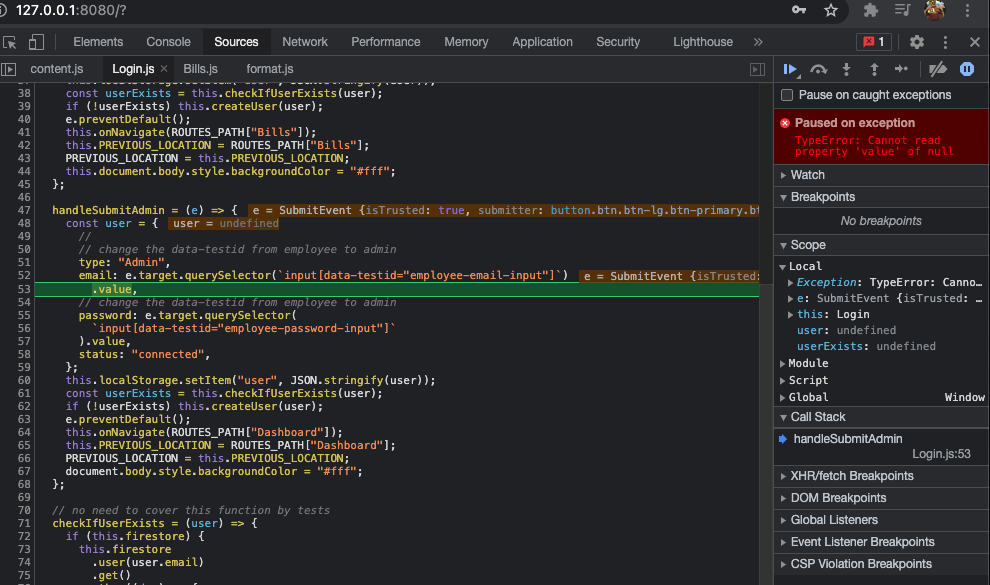 127.0.0.1:8080/?
Elements Console Sources Network Performance Memory Application Security Lighthouse » 1
content.js Login.js × Bills.js format.js
38 const userExists = this.checkIfUserExists(user);
39 if (!userExists) this.createUser(user);
40 e.preventDefault();
41 this.onNavigate(ROUTES_PATH["Bills"]);
42 this.PREVIOUS_LOCATION = ROUTES_PATH["Bills"];
43 PREVIOUS_LOCATION = this.PREVIOUS_LOCATION;
44 this.document.body.style.backgroundColor = "#fff";
45 };
46
47 handleSubmitAdmin = (e) => { e = SubmitEvent {isTrusted: true, submitter: button.btn.btn-lg.btn-primary.bt
48 const user = { user = undefined
49 //
50 // change the data-testid from employee to admin
51 type: "Admin",
52 email: e.target.querySelector(`input[data-testid="employee-email-input"]`) e = SubmitEvent {isTrusted:
53 .value,
54 // change the data-testid from employee to admin
55 password: e.target.querySelector(
56 `input[data-testid="employee-password-input"]`
57 ).value,
58 status: "connected",
59 };
60 this.localStorage.setItem("user", JSON.stringify(user));
61 const userExists = this.checkIfUserExists(user);
62 if (!userExists) this.createUser(user);
63 e.preventDefault();
64 this.onNavigate(ROUTES_PATH["Dashboard"]);
65 this.PREVIOUS_LOCATION = ROUTES_PATH["Dashboard"];
66 PREVIOUS_LOCATION = this.PREVIOUS_LOCATION;
67 document.body.style.backgroundColor = "#fff";
68 };
69
70 // no need to cover this function by tests
71 checkIfUserExists = (user) => {
72 if (this.firestore) {
73 this.firestore
74 .user(user.email)
75 .get()
Pause on caught exceptions
Paused on exception
TypeError: Cannot read
property 'value' of null
Watch
Breakpoints
No breakpoints
Scope
Local
Exception: TypeError: Canno…
e: SubmitEvent {isTrusted: …
this: Login
user: undefined
userExists: undefined
Module
Script
Global Window
Call Stack
handleSubmitAdmin
Login.js:53
XHR/fetch Breakpoints
DOM Breakpoints
Global Listeners
Event Listener Breakpoints
CSP Violation Breakpoints